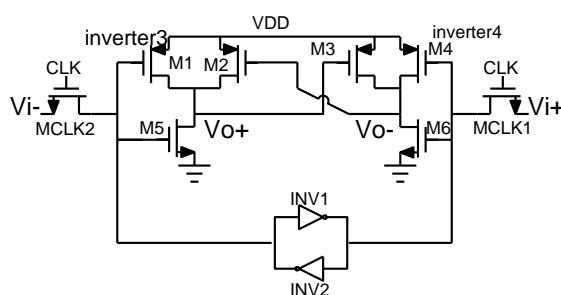 VDD
inverter3
inverter4
M1
M2
M3
M4
CLK
CLK
Vi-
Vi+
MCLK2
MCLK1
M5
Vo+
Vo-
M6
INV1
INV2